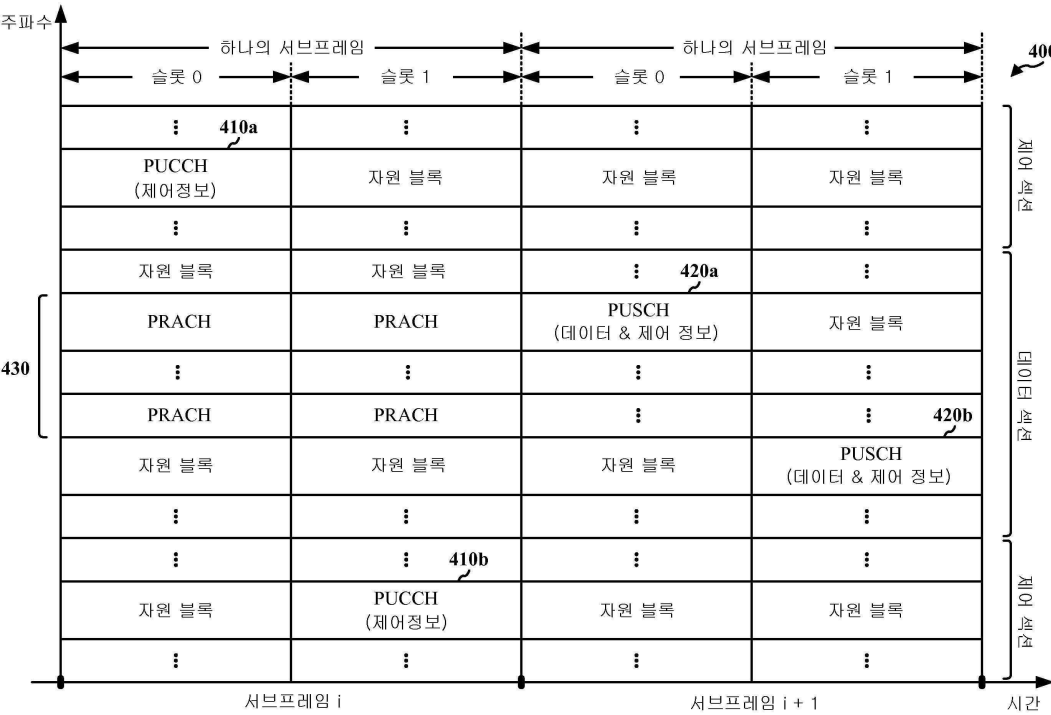 주파수
하나의 서브프레임 하나의 서브프레임
400
슬롯 0 슬롯 1 슬롯 0 슬롯 1
410a
PUCCH
(제어정보)
자원 블록 자원 블록 자원 블록
제어 섹션
자원 블록 자원 블록
420a
PRACH PRACH
PUSCH
(데이터 & 제어 정보)
자원 블록
430
데이터 섹션
PRACH PRACH
420b
자원 블록 자원 블록 자원 블록
PUSCH
(데이터 & 제어 정보)
410b
자원 블록
PUCCH
(제어정보)
자원 블록 자원 블록
제어 섹션
서브프레임 i 서브프레임 i + 1 시간